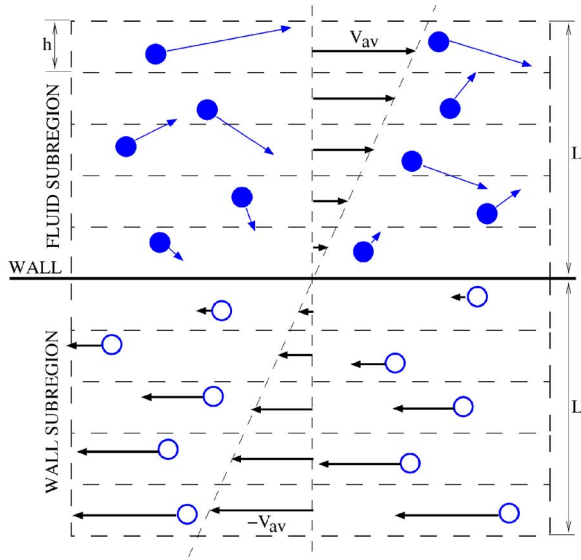 h
V_av
FLUID SUBREGION
L
WALL
WALL SUBREGION
L
−V_av